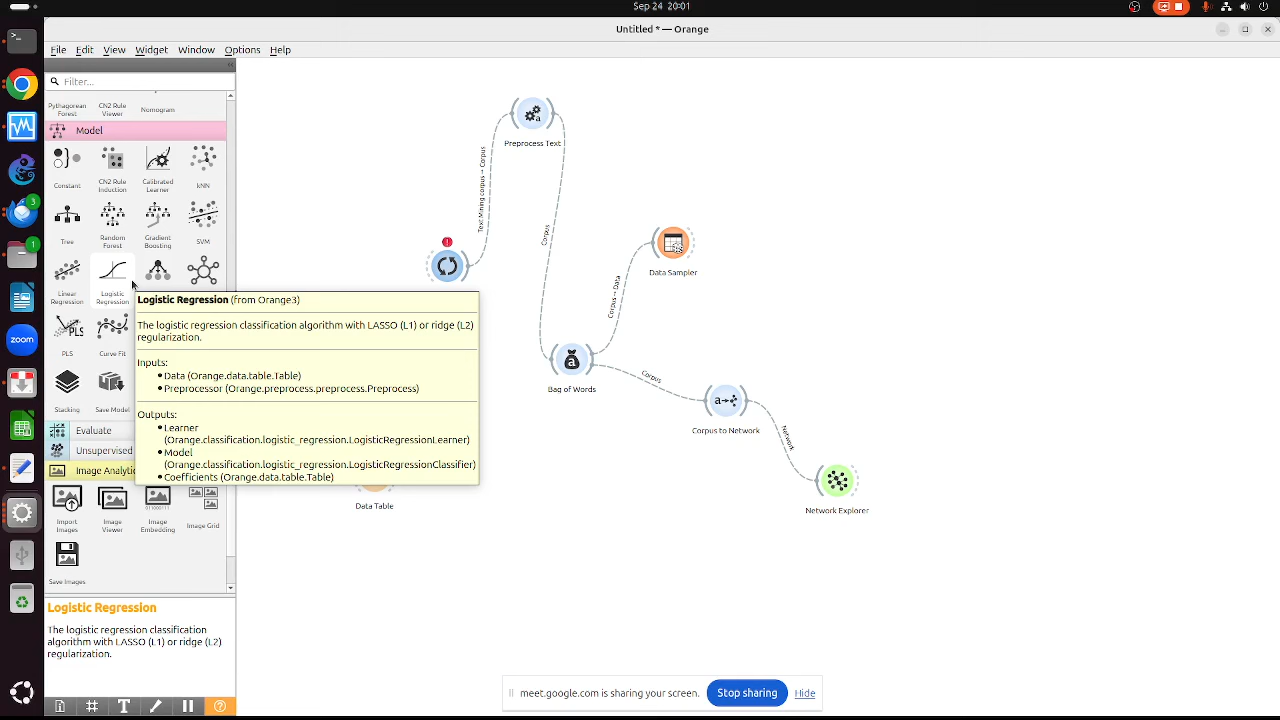 Sep 24 20:01
Untitled * — Orange
File Edit View Widget Window Options Help
Filter...
Pythagorean Forest
CN2 Rule Viewer
Nomogram
Model
Constant
CN2 Rule Induction
Calibrated Learner
kNN
Tree
Random Forest
Gradient Boosting
SVM
Linear Regression
Logistic Regression
PLS
PLS
Curve Fit
Stacking
Save Model
Evaluate
Unsupervised
Image Analytic
Import Images
Image Viewer
Image Embedding
Image Grid
Save Images
Logistic Regression
The logistic regression classification
algorithm with LASSO (L1) or ridge (L2)
regularization.
Logistic Regression (from Orange3)
The logistic regression classification algorithm with LASSO (L1) or ridge (L2)
regularization.
Inputs:
• Data (Orange.data.table.Table)
• Preprocessor (Orange.preprocess.preprocess.Preprocess)
Outputs:
• Learner
(Orange.classification.logistic_regression.LogisticRegressionLearner)
• Model
(Orange.classification.logistic_regression.LogisticRegressionClassifier)
• Coefficients (Orange.data.table.Table)
Preprocess Text
Text Mining corpus → Corpus
Corpus
Data Sampler
Corpus → Data
Bag of Words
Corpus
Corpus to Network
Network
Network Explorer
Data Table
zoom
3
1
meet.google.com is sharing your screen.
Stop sharing
Hide